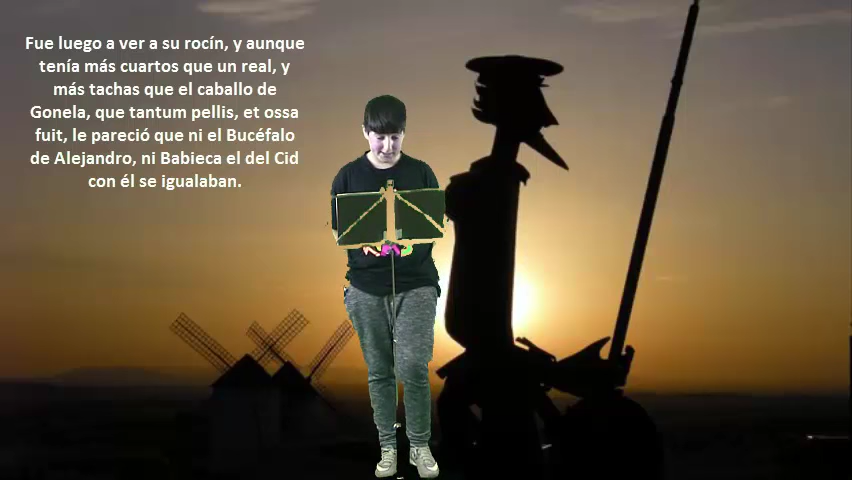 Fue luego a ver a su rocín, y aunque
tenía más cuartos que un real, y
más tachas que el caballo de
Gonela, que tantum pellis, et ossa
fuit, le pareció que ni el Bucéfalo
de Alejandro, ni Babieca el del Cid
con él se igualaban.